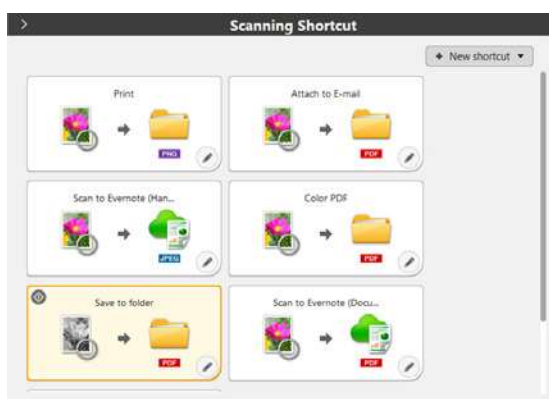 Scanning Shortcut
+ New shortcut
Print
PNG
Attach to E-mail
PDF
Scan to Evernote (Han...
JPEG
Color PDF
PDF
Save to folder
PDF
Scan to Evernote (Docu...
PDF